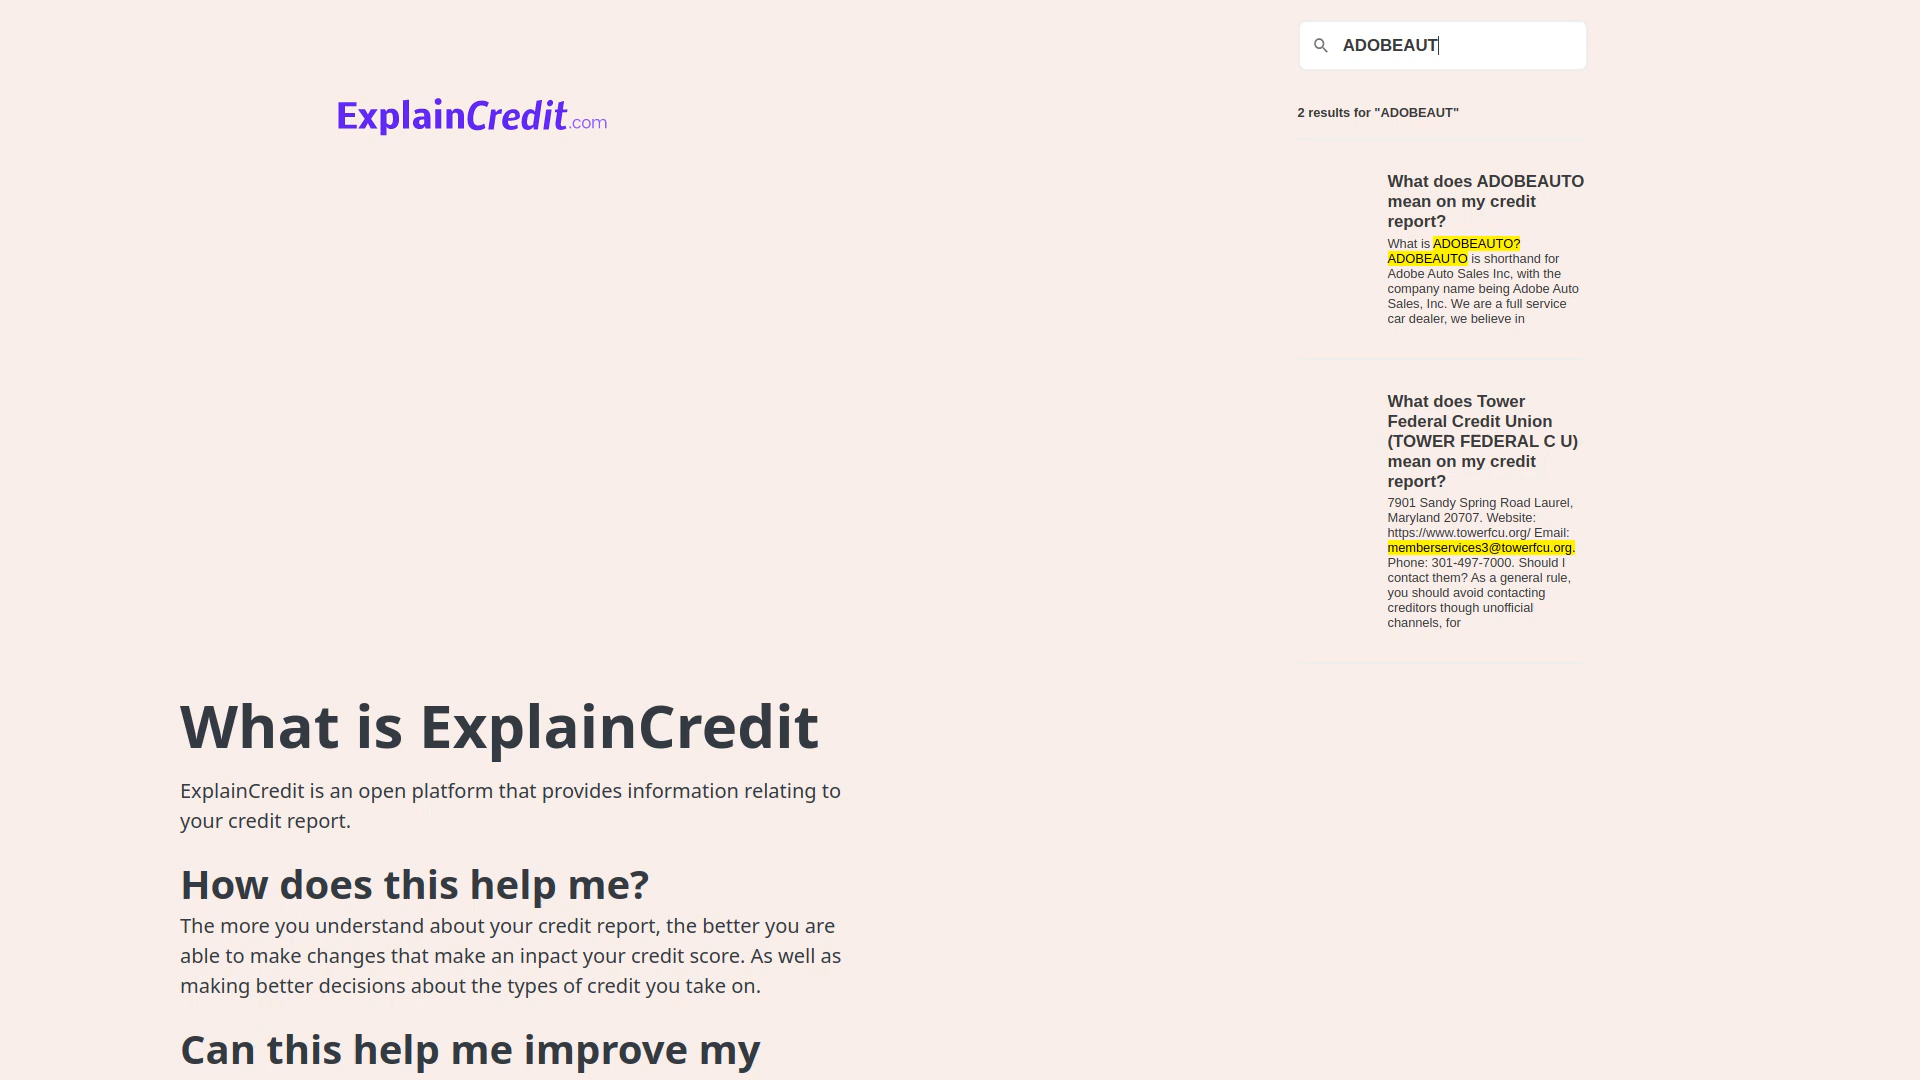 ADOBEAUT
ExplainCredit.com
2 results for "ADOBEAUT"
What does ADOBEAUTO
mean on my credit
report?
What is ADOBEAUTO?
ADOBEAUTO is shorthand for
Adobe Auto Sales Inc, with the
company name being Adobe Auto
Sales, Inc. We are a full service
car dealer, we believe in
What does Tower
Federal Credit Union
(TOWER FEDERAL C U)
mean on my credit
report?
7901 Sandy Spring Road Laurel,
Maryland 20707. Website:
https://www.towerfcu.org/ Email:
memberservices3@towerfcu.org.
Phone: 301-497-7000. Should I
contact them? As a general rule,
you should avoid contacting
creditors though unofficial
channels, for
What is ExplainCredit
ExplainCredit is an open platform that provides information relating to
your credit report.
How does this help me?
The more you understand about your credit report, the better you are
able to make changes that make an inpact your credit score. As well as
making better decisions about the types of credit you take on.
Can this help me improve my